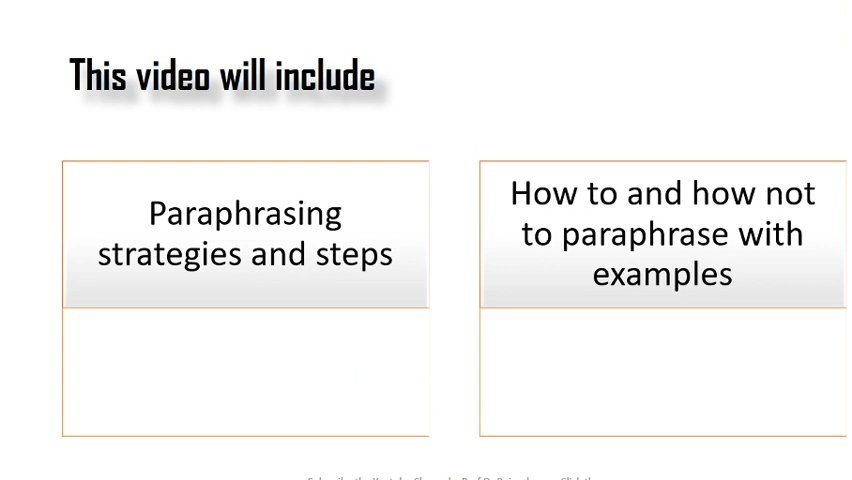 This video will include
Paraphrasing
strategies and steps
How to and how not
to paraphrase with
examples